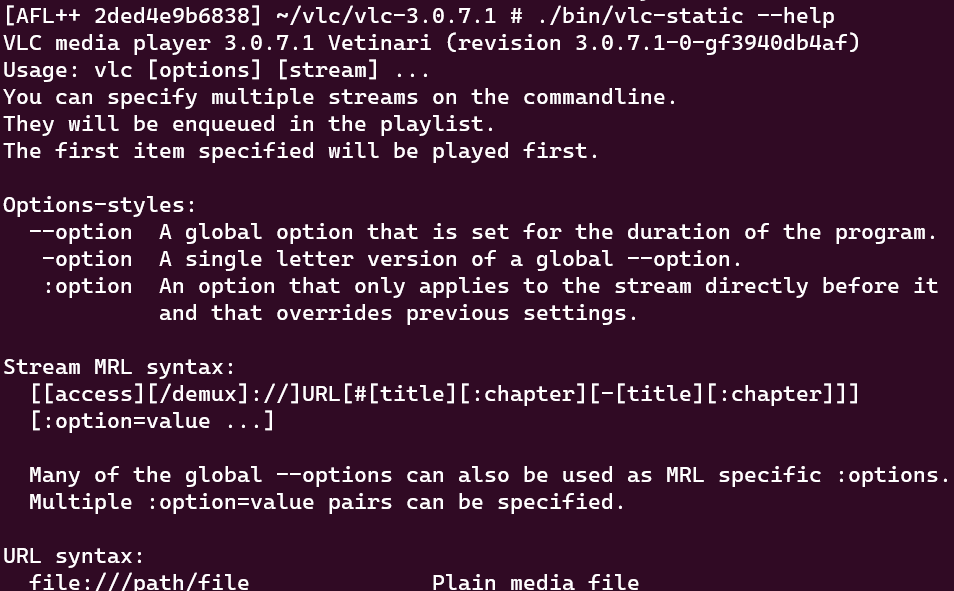 [AFL++ 2ded4e9b6838] ~/vlc/vlc-3.0.7.1 # ./bin/vlc-static --help
VLC media player 3.0.7.1 Vetinari (revision 3.0.7.1-0-gf3940db4af)
Usage: vlc [options] [stream] ...
You can specify multiple streams on the commandline.
They will be enqueued in the playlist.
The first item specified will be played first.

Options-styles:
  --option  A global option that is set for the duration of the program.
   -option  A single letter version of a global --option.
   :option  An option that only applies to the stream directly before it
            and that overrides previous settings.

Stream MRL syntax:
  [[access][/demux]://]URL[#[title][:chapter][-[title][:chapter]]]
  [:option=value ...]

  Many of the global --options can also be used as MRL specific :options.
  Multiple :option=value pairs can be specified.

URL syntax:
  file:///path/file              Plain media file